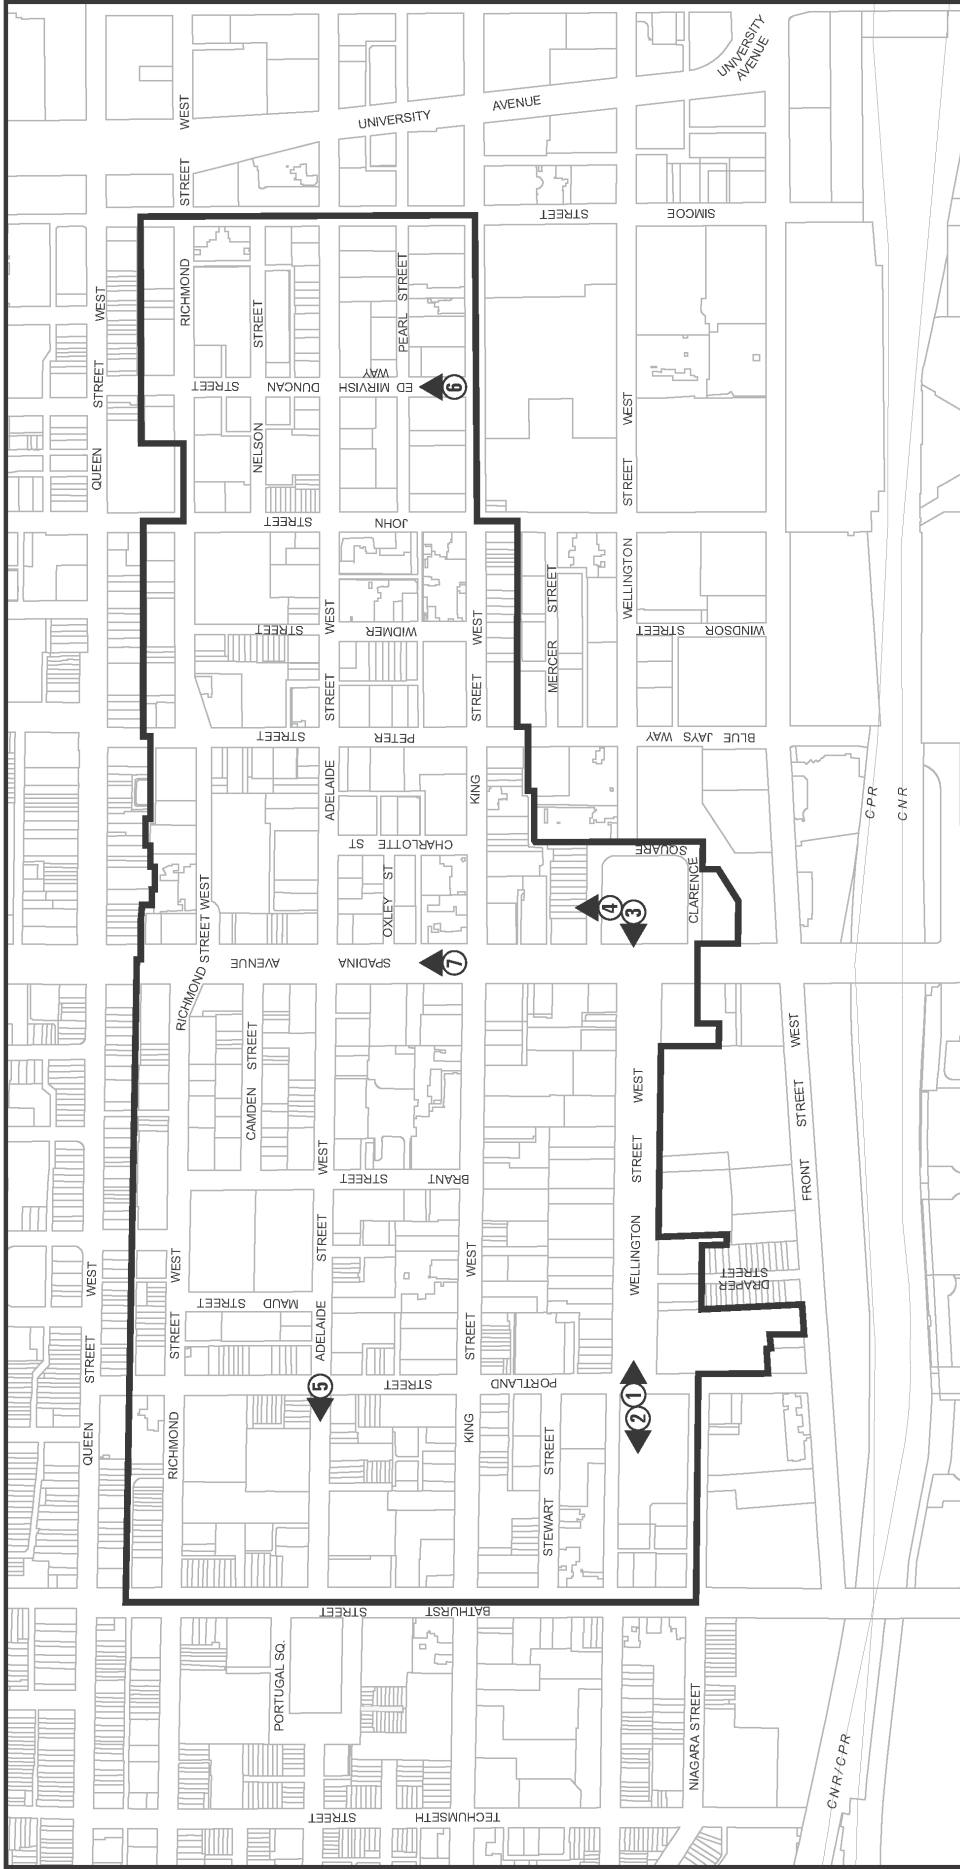 UNIVERSITY
AVENUE
WEST
STREET
UNIVERSITY
AVENUE
SIMCOE
STREET
QUEEN
STREET
WEST
RICHMOND
STREET
NELSON
PEARL STREET
DUNCAN
STREET
ED MIRVISH
WAY
6
JOHN
STREET
WEST
STREET
WELLINGTON
MERCER
STREET
WIDMER
STREET
WINDSOR
STREET
WEST
STREET
ADELAIDE
WEST
STREET
KING
PETER
STREET
BLUE JAYS WAY
CHARLOTTE ST
OXLEY ST
CLARENCE
SQUARE
4
3
CPR
CNR
RICHMOND STREET WEST
SPADINA
AVENUE
7
CAMDEN
STREET
WEST
STREET
ADELAIDE
BRANT
STREET
WEST
STREET
WELLINGTON
WEST
STREET
FRONT
DRAPER
STREET
QUEEN
STREET
WEST
RICHMOND
STREET
WEST
MAUD STREET
KING
STREET
WEST
PORTLAND
STREET
5
1
2
STEWART
STREET
BATHURST
STREET
PORTUGAL SQ.
NIAGARA STREET
TECHUMSETH
STREET
CNR/CPR